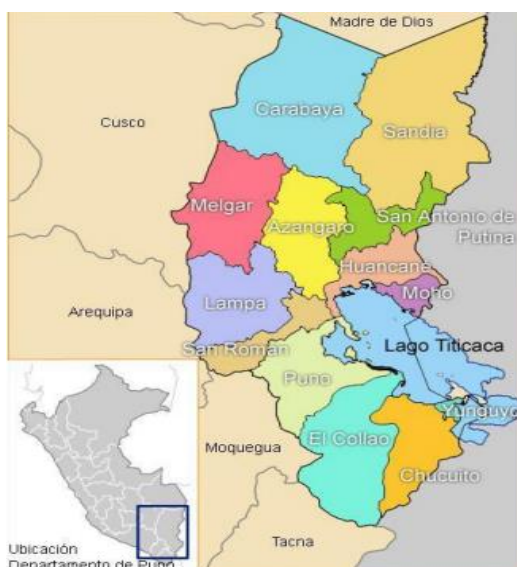 Madre de Dios
Cusco
Carabaya
Sandia
Melgar
Azangaro
San Antonio de
Putina
Huancané
Moho
Lampa
Arequipa
Lago Titicaca
San Roman
Puno
Yunguyo
Moquegua
El Collao
Chucuito
Tacna
Ubicación
Departamento de Puno